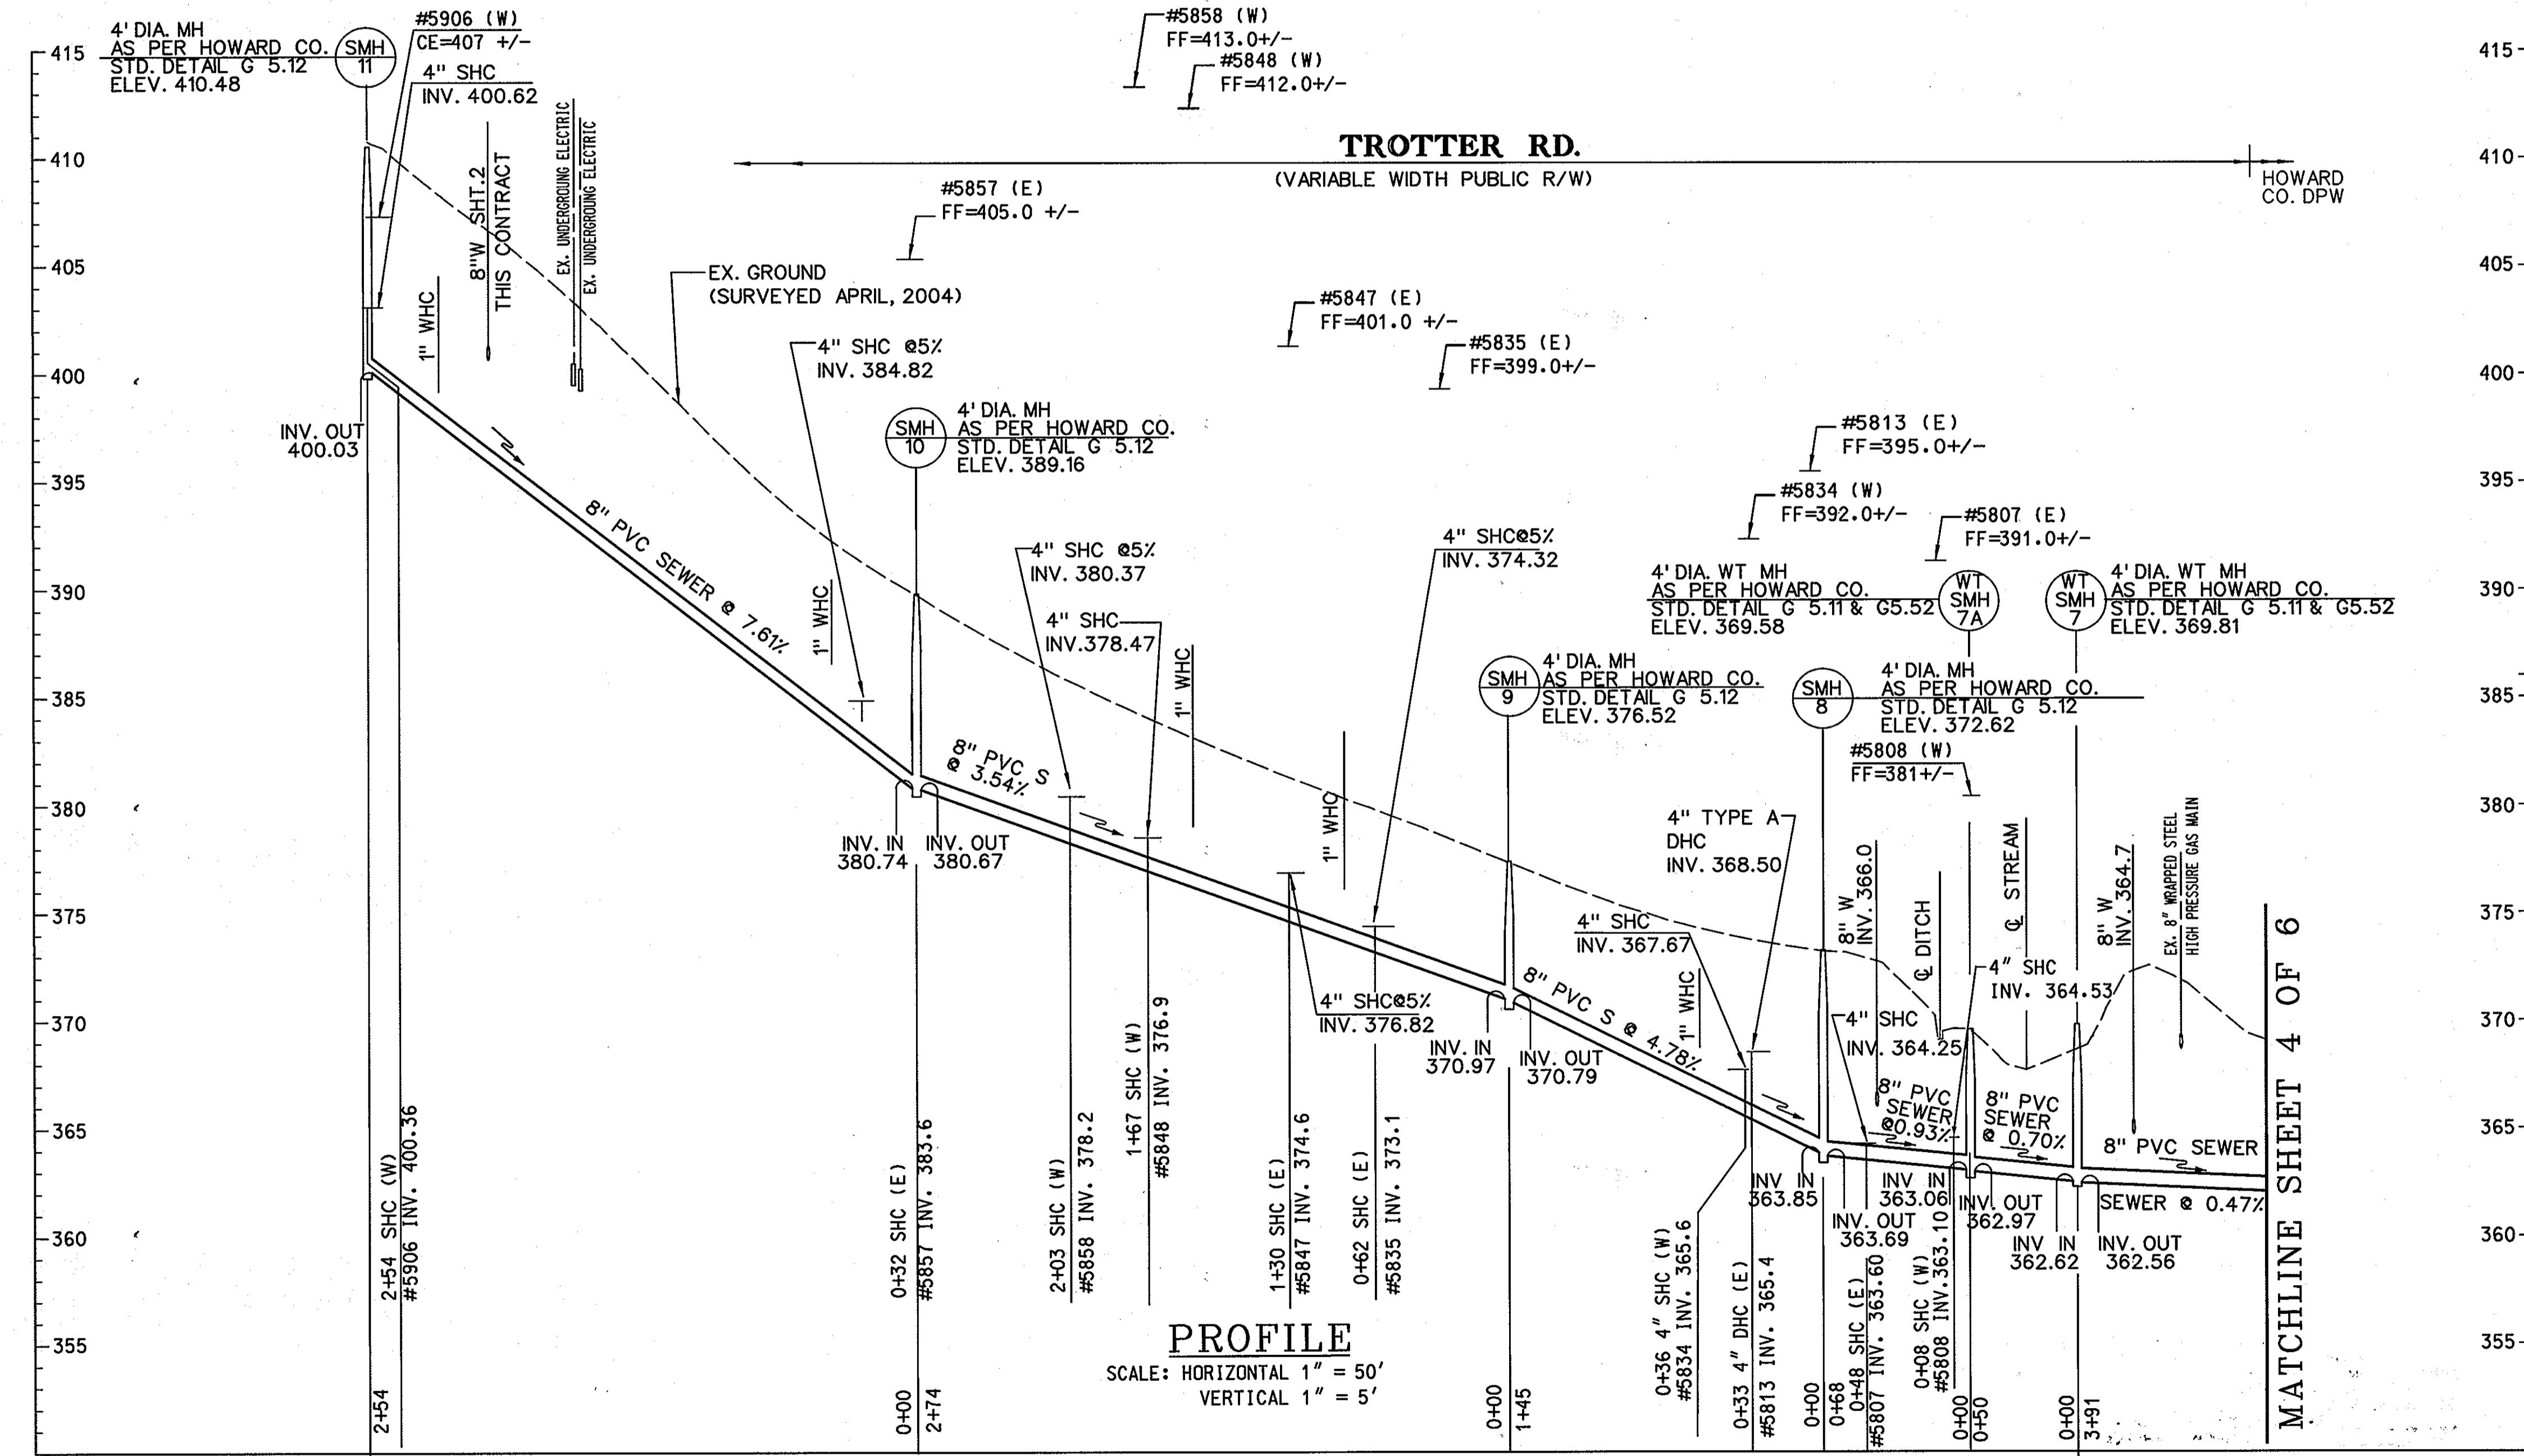 415
410
405
400
395
390
385
380
375
370
365
360
355
4' DIA. MH
AS PER HOWARD CO.
STD. DETAIL G 5.12
ELEV. 410.48
SMH
11
#5906 (W)
CE=407 +/-
4" SHC
INV. 400.62
1" WHC
8"W SHT.2
THIS CONTRACT
EX. UNDERGROUNG ELECTRIC
EX. UNDERGROUNG ELECTRIC
INV. OUT
400.03
#5858 (W)
FF=413.0+/-
#5848 (W)
FF=412.0+/-
TROTTER RD.
(VARIABLE WIDTH PUBLIC R/W)
HOWARD
CO. DPW
#5857 (E)
FF=405.0 +/-
EX. GROUND
(SURVEYED APRIL, 2004)
#5847 (E)
FF=401.0 +/-
#5835 (E)
FF=399.0+/-
4" SHC @5%
INV. 384.82
SMH
10
4' DIA. MH
AS PER HOWARD CO.
STD. DETAIL G 5.12
ELEV. 389.16
8" PVC SEWER @ 7.61%
1" WHC
#5813 (E)
FF=395.0+/-
#5834 (W)
FF=392.0+/-
#5807 (E)
FF=391.0+/-
4" SHC @5%
INV. 380.37
4" SHC
INV.378.47
4" SHC@5%
INV. 374.32
1" WHC
8" PVC S
@ 3.54%
INV. IN
380.74
INV. OUT
380.67
1" WHC
4" SHC@5%
INV. 376.82
SMH
9
4' DIA. MH
AS PER HOWARD CO.
STD. DETAIL G 5.12
ELEV. 376.52
4' DIA. WT MH
AS PER HOWARD CO.
STD. DETAIL G 5.11 & G5.52
ELEV. 369.58
WT
SMH
7A
WT
SMH
7
4' DIA. WT MH
AS PER HOWARD CO.
STD. DETAIL G 5.11 & G5.52
ELEV. 369.81
SMH
8
4' DIA. MH
AS PER HOWARD CO.
STD. DETAIL G 5.12
ELEV. 372.62
#5808 (W)
FF=381+/-
4" TYPE A
DHC
INV. 368.50
4" SHC
INV. 367.67
8" W
INV. 366.0
℄ DITCH
℄ STREAM
8" W
INV. 364.7
EX. 8" WRAPPED STEEL
HIGH PRESSURE GAS MAIN
4" SHC
INV. 364.53
4" SHC
INV. 364.25
INV. IN
370.97
INV. OUT
370.79
8" PVC S @ 4.78%
1" WHC
8" PVC
SEWER
@0.93%
8" PVC
SEWER
@ 0.70%
8" PVC SEWER
SEWER @ 0.47%
INV IN
363.85
INV. OUT
363.69
INV IN
363.06
INV. OUT
362.97
INV IN
362.62
INV. OUT
362.56
2+54 SHC (W)
#5906 INV. 400.36
0+32 SHC (E)
#5857 INV. 383.6
2+03 SHC (W)
#5858 INV. 378.2
1+67 SHC (W)
#5848 INV. 376.9
1+30 SHC (E)
#5847 INV. 374.6
0+62 SHC (E)
#5835 INV. 373.1
0+36 4" SHC (W)
#5834 INV. 365.6
0+33 4" DHC (E)
#5813 INV. 365.4
0+48 SHC (E)
#5807 INV. 363.60
0+08 SHC (W)
#5808 INV.363.10
PROFILE
SCALE: HORIZONTAL 1" = 50'
VERTICAL 1" = 5'
2+54
0+00
2+74
0+00
1+45
0+00
0+68
0+00
0+50
0+00
3+91
MATCHLINE SHEET 4 OF 6
415
410
405
400
395
390
385
380
375
370
365
360
355